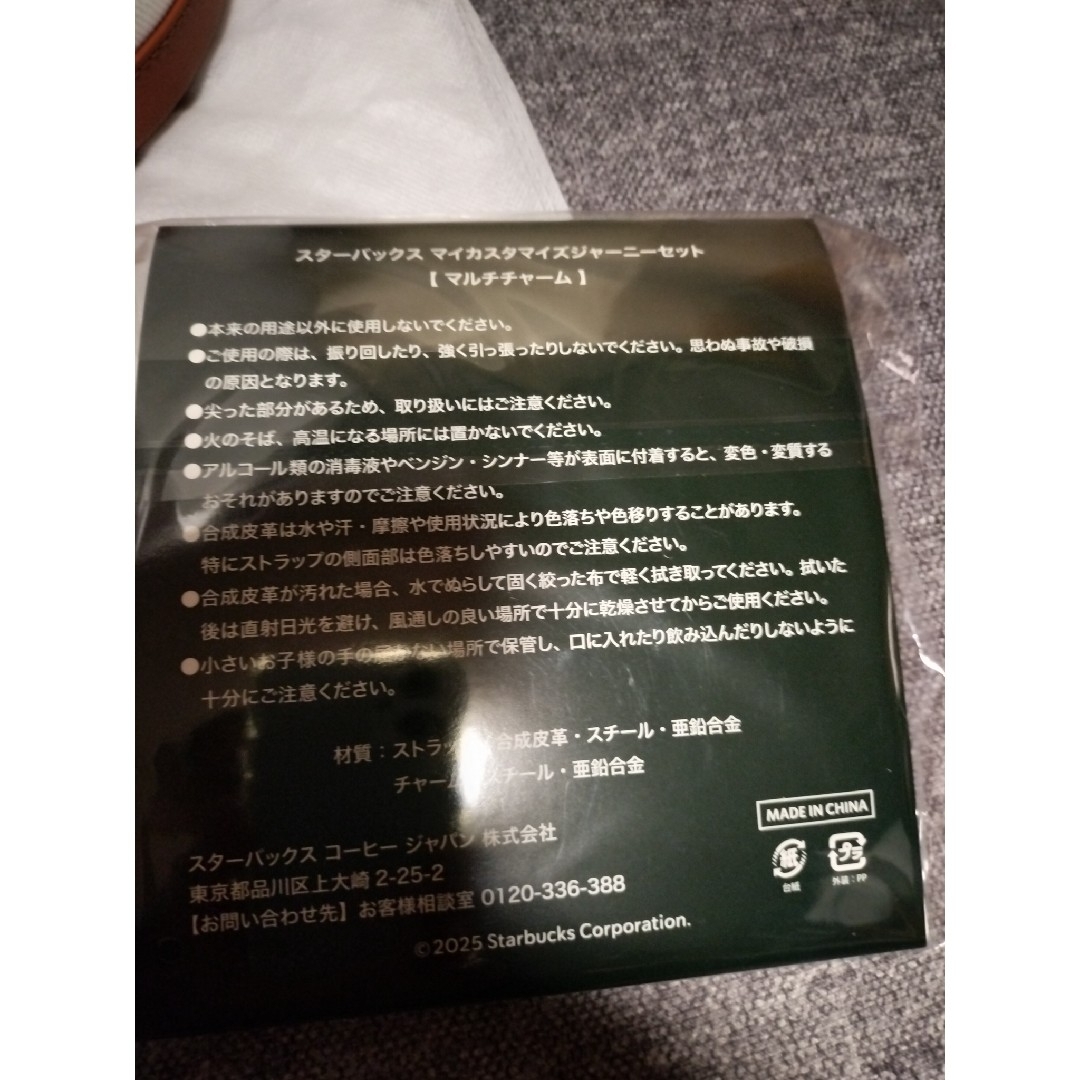 スターバックス マイカスタマイズジャーニーセット
【 マルチチャーム 】
●本来の用途以外に使用しないでください。
●ご使用の際は、振り回したり、強く引っ張ったりしないでください。思わぬ事故や破損
の原因となります。
●尖った部分があるため、取り扱いにはご注意ください。
●火のそば、高温になる場所には置かないでください。
●アルコール類の消毒液やベンジン・シンナー等が表面に付着すると、変色・変質する
おそれがありますのでご注意ください。
●合成皮革は水や汗・摩擦や使用状況により色落ちや色移りすることがあります。
特にストラップの側面部は色落ちしやすいのでご注意ください。
●合成皮革が汚れた場合、水でぬらして固く絞った布で軽く拭き取ってください。拭いた
後は直射日光を避け、風通しの良い場所で十分に乾燥させてからご使用ください。
●小さいお子様の手の届かない場所で保管し、口に入れたり飲み込んだりしないように
十分にご注意ください。
材質：ストラップ 合成皮革・スチール・亜鉛合金
チャーム スチール・亜鉛合金
MADE IN CHINA
紙 プラ
台紙 外装：PP
スターバックス コーヒー ジャパン 株式会社
東京都品川区上大崎 2-25-2
【お問い合わせ先】お客様相談室 0120-336-388
©2025 Starbucks Corporation.